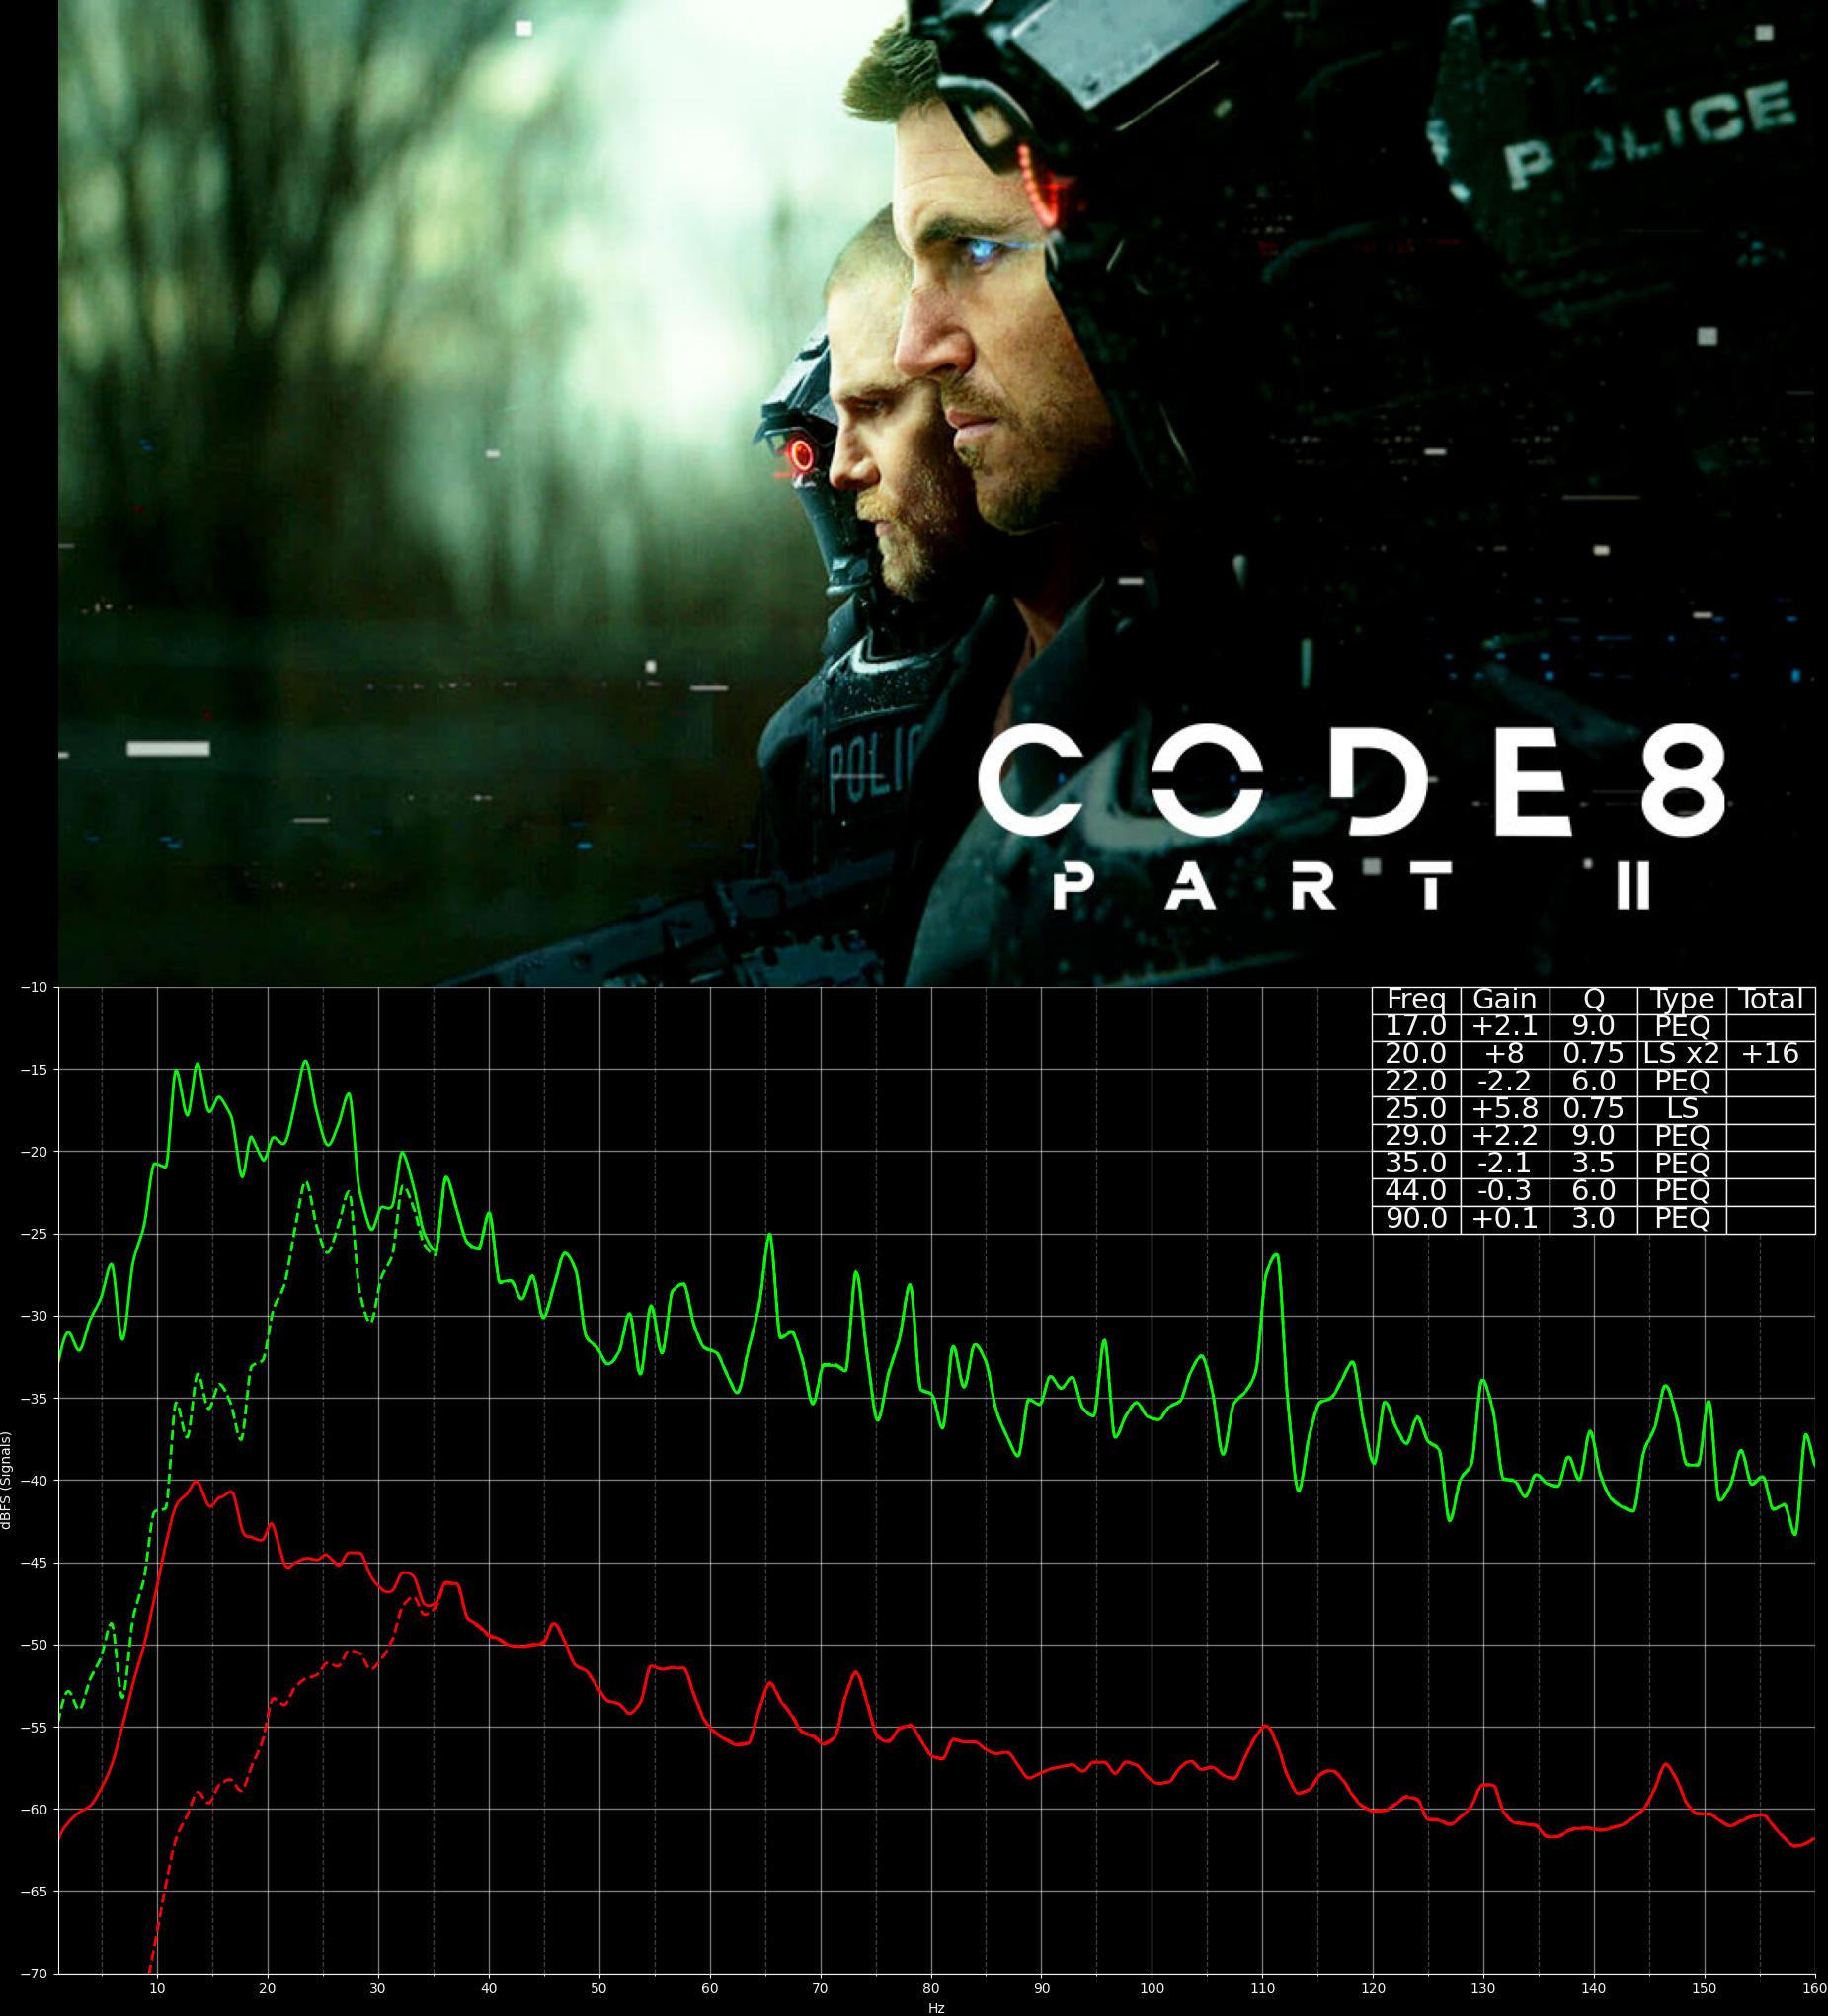 POLICE
POLIC
CODE8
PART II
Freq Gain Q Type Total
17.0 +2.1 9.0 PEQ
20.0 +8 0.75 LS x2 +16
22.0 -2.2 6.0 PEQ
25.0 +5.8 0.75 LS
29.0 +2.2 9.0 PEQ
35.0 -2.1 3.5 PEQ
44.0 -0.3 6.0 PEQ
90.0 +0.1 3.0 PEQ
−10
−15
−20
−25
−30
−35
−40
−45
−50
−55
−60
−65
−70
dBFS (Signals)
10 20 30 40 50 60 70 80 90 100 110 120 130 140 150 160
Hz